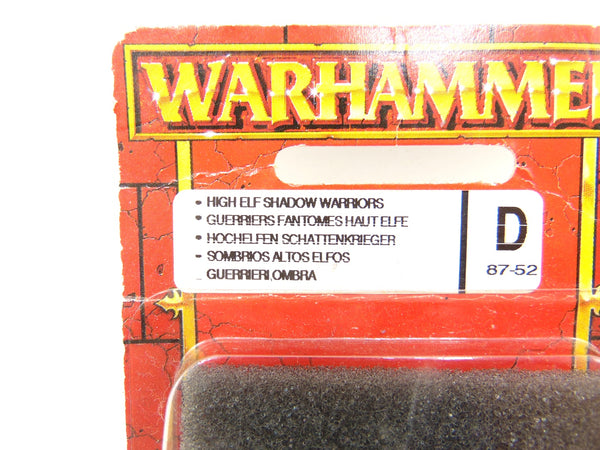 WARHAMME
• HIGH ELF SHADOW WARRIORS
• GUERRIERS FANTOMES HAUT ELFE
• HOCHELFEN SCHATTENKRIEGER
• SOMBRIOS ALTOS ELFOS
GUERRIERI,OMBRA
D
87-52